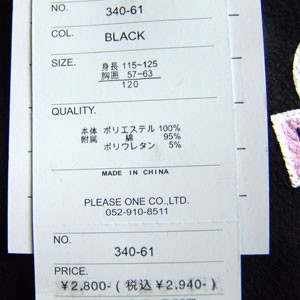 NO. 340-61
COL. BLACK
SIZE. 身長 115~125
胸囲 57-63
120
QUALITY.
本体 ポリエステル 100%
附属 綿 95%
ポリウレタン 5%
MADE IN CHINA
PLEASE ONE CO.,LTD.
052-910-8511
NO.
340-61
PRICE.
¥2,800-(税込¥2,940-)